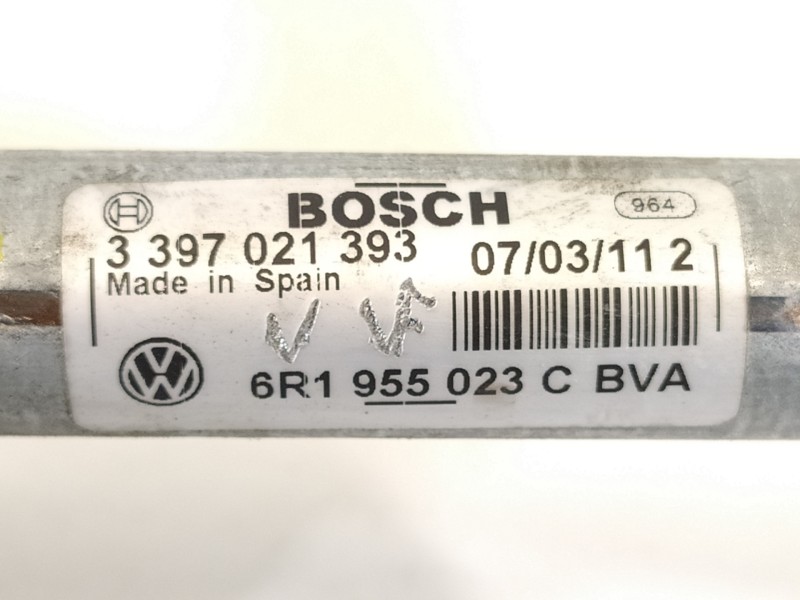 BOSCH
964
3 397 021 393
07/03/11 2
Made in Spain
6R1 955 023 C BVA